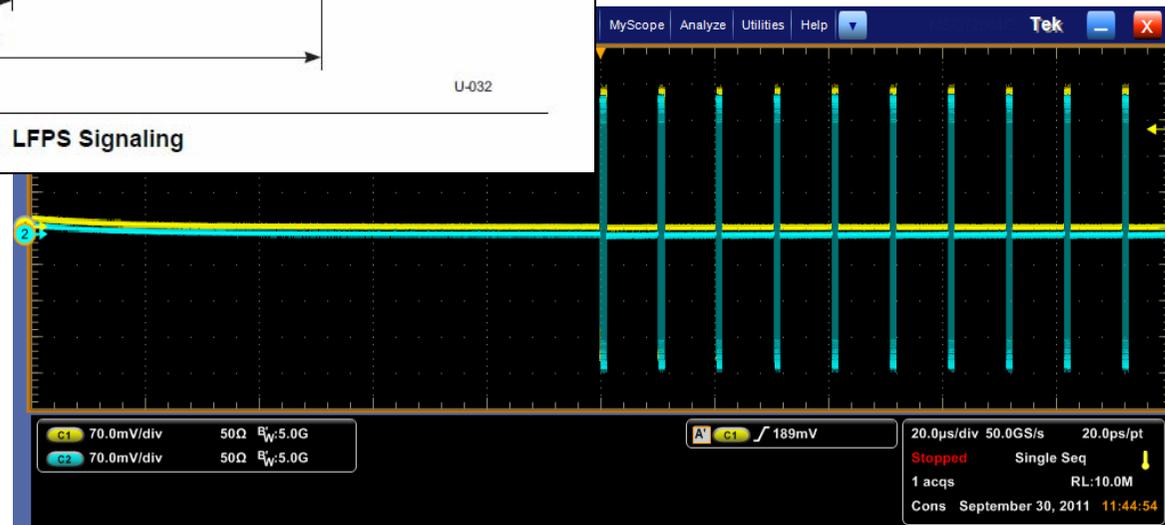 U-032
LFPS Signaling
MyScope Analyze Utilities Help Tek X
2
C1 70.0mV/div 50Ω BW:5.0G
C2 70.0mV/div 50Ω BW:5.0G
A' C1 189mV
20.0µs/div 50.0GS/s 20.0ps/pt
Stopped Single Seq
1 acqs RL:10.0M
Cons September 30, 2011 11:44:54